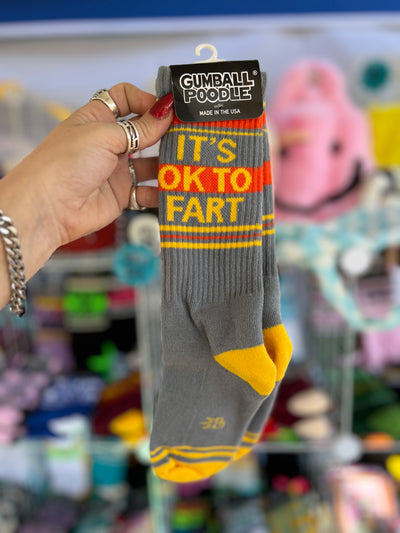 GUMBALL
POODLE®
MADE IN THE USA
IT'S
OK TO
FART